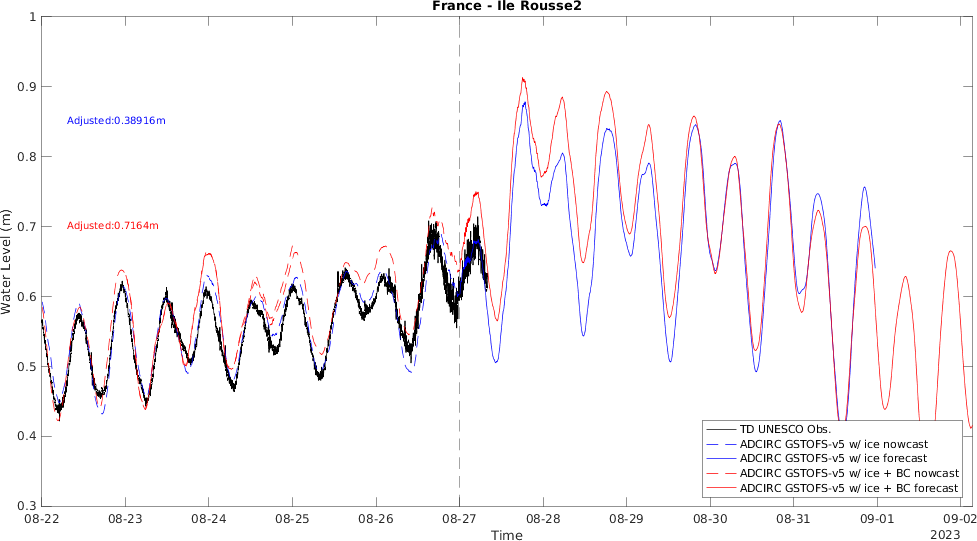 France - Ile Rousse2
1
0.9
0.8
0.7
0.6
0.5
0.4
0.3
Water Level (m)
Adjusted:0.38916m
Adjusted:0.7164m
TD UNESCO Obs.
ADCIRC GSTOFS-v5 w/ ice nowcast
ADCIRC GSTOFS-v5 w/ ice forecast
ADCIRC GSTOFS-v5 w/ ice + BC nowcast
ADCIRC GSTOFS-v5 w/ ice + BC forecast
08-22 08-23 08-24 08-25 08-26 08-27 08-28 08-29 08-30 08-31 09-01 09-02
Time
2023